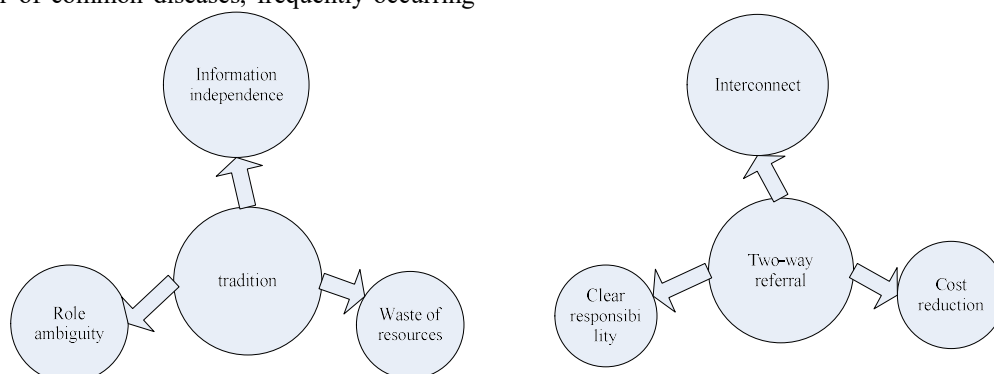 of common diseases, frequently occurring
Information
independence
tradition
Role
ambiguity
Waste of
resources
Interconnect
Two-way
referral
Clear
responsibi
lity
Cost
reduction